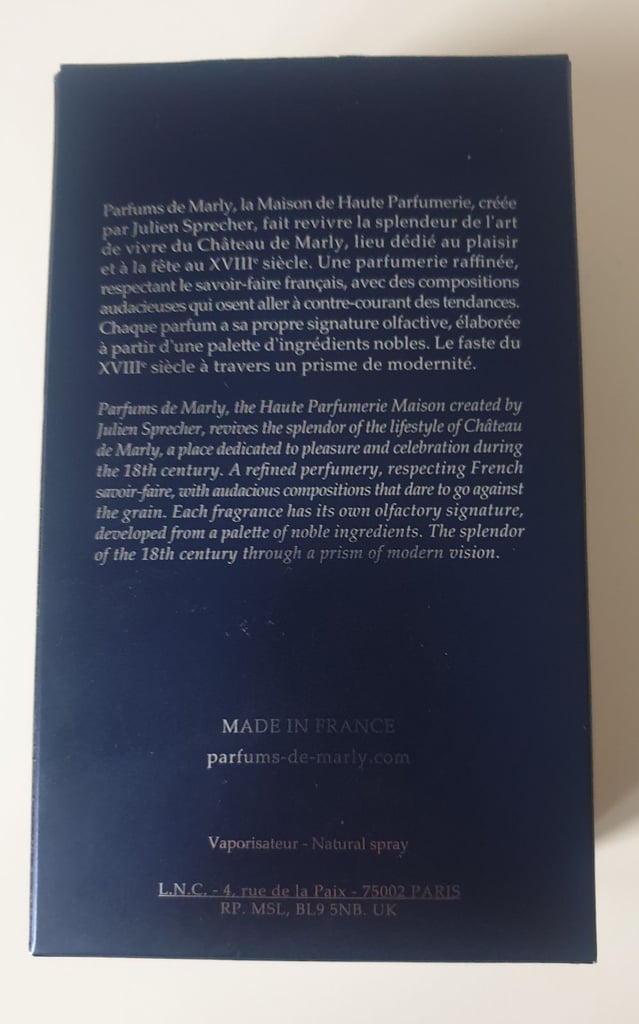 Parfums de Marly, la Maison de Haute Parfumerie, créée
par Julien Sprecher, fait revivre la splendeur de l'art
de vivre du Château de Marly, lieu dédié au plaisir
et à la fête au XVIIIᵉ siècle. Une parfumerie raffinée,
respectant le savoir-faire français, avec des compositions
audacieuses qui osent aller à contre-courant des tendances.
Chaque parfum a sa propre signature olfactive, élaborée
à partir d'une palette d'ingrédients nobles. Le faste du
XVIIIᵉ siècle à travers un prisme de modernité.
Parfums de Marly, the Haute Parfumerie Maison created by
Julien Sprecher, revives the splendor of the lifestyle of Château
de Marly, a place dedicated to pleasure and celebration during
the 18th century. A refined perfumery, respecting French
savoir-faire, with audacious compositions that dare to go against
the grain. Each fragrance has its own olfactory signature,
developed from a palette of noble ingredients. The splendor
of the 18th century through a prism of modern vision.
MADE IN FRANCE
parfums-de-marly.com
Vaporisateur - Natural spray
L.N.C. - 4, rue de la Paix - 75002 PARIS
RP. MSL, BL9 5NB. UK